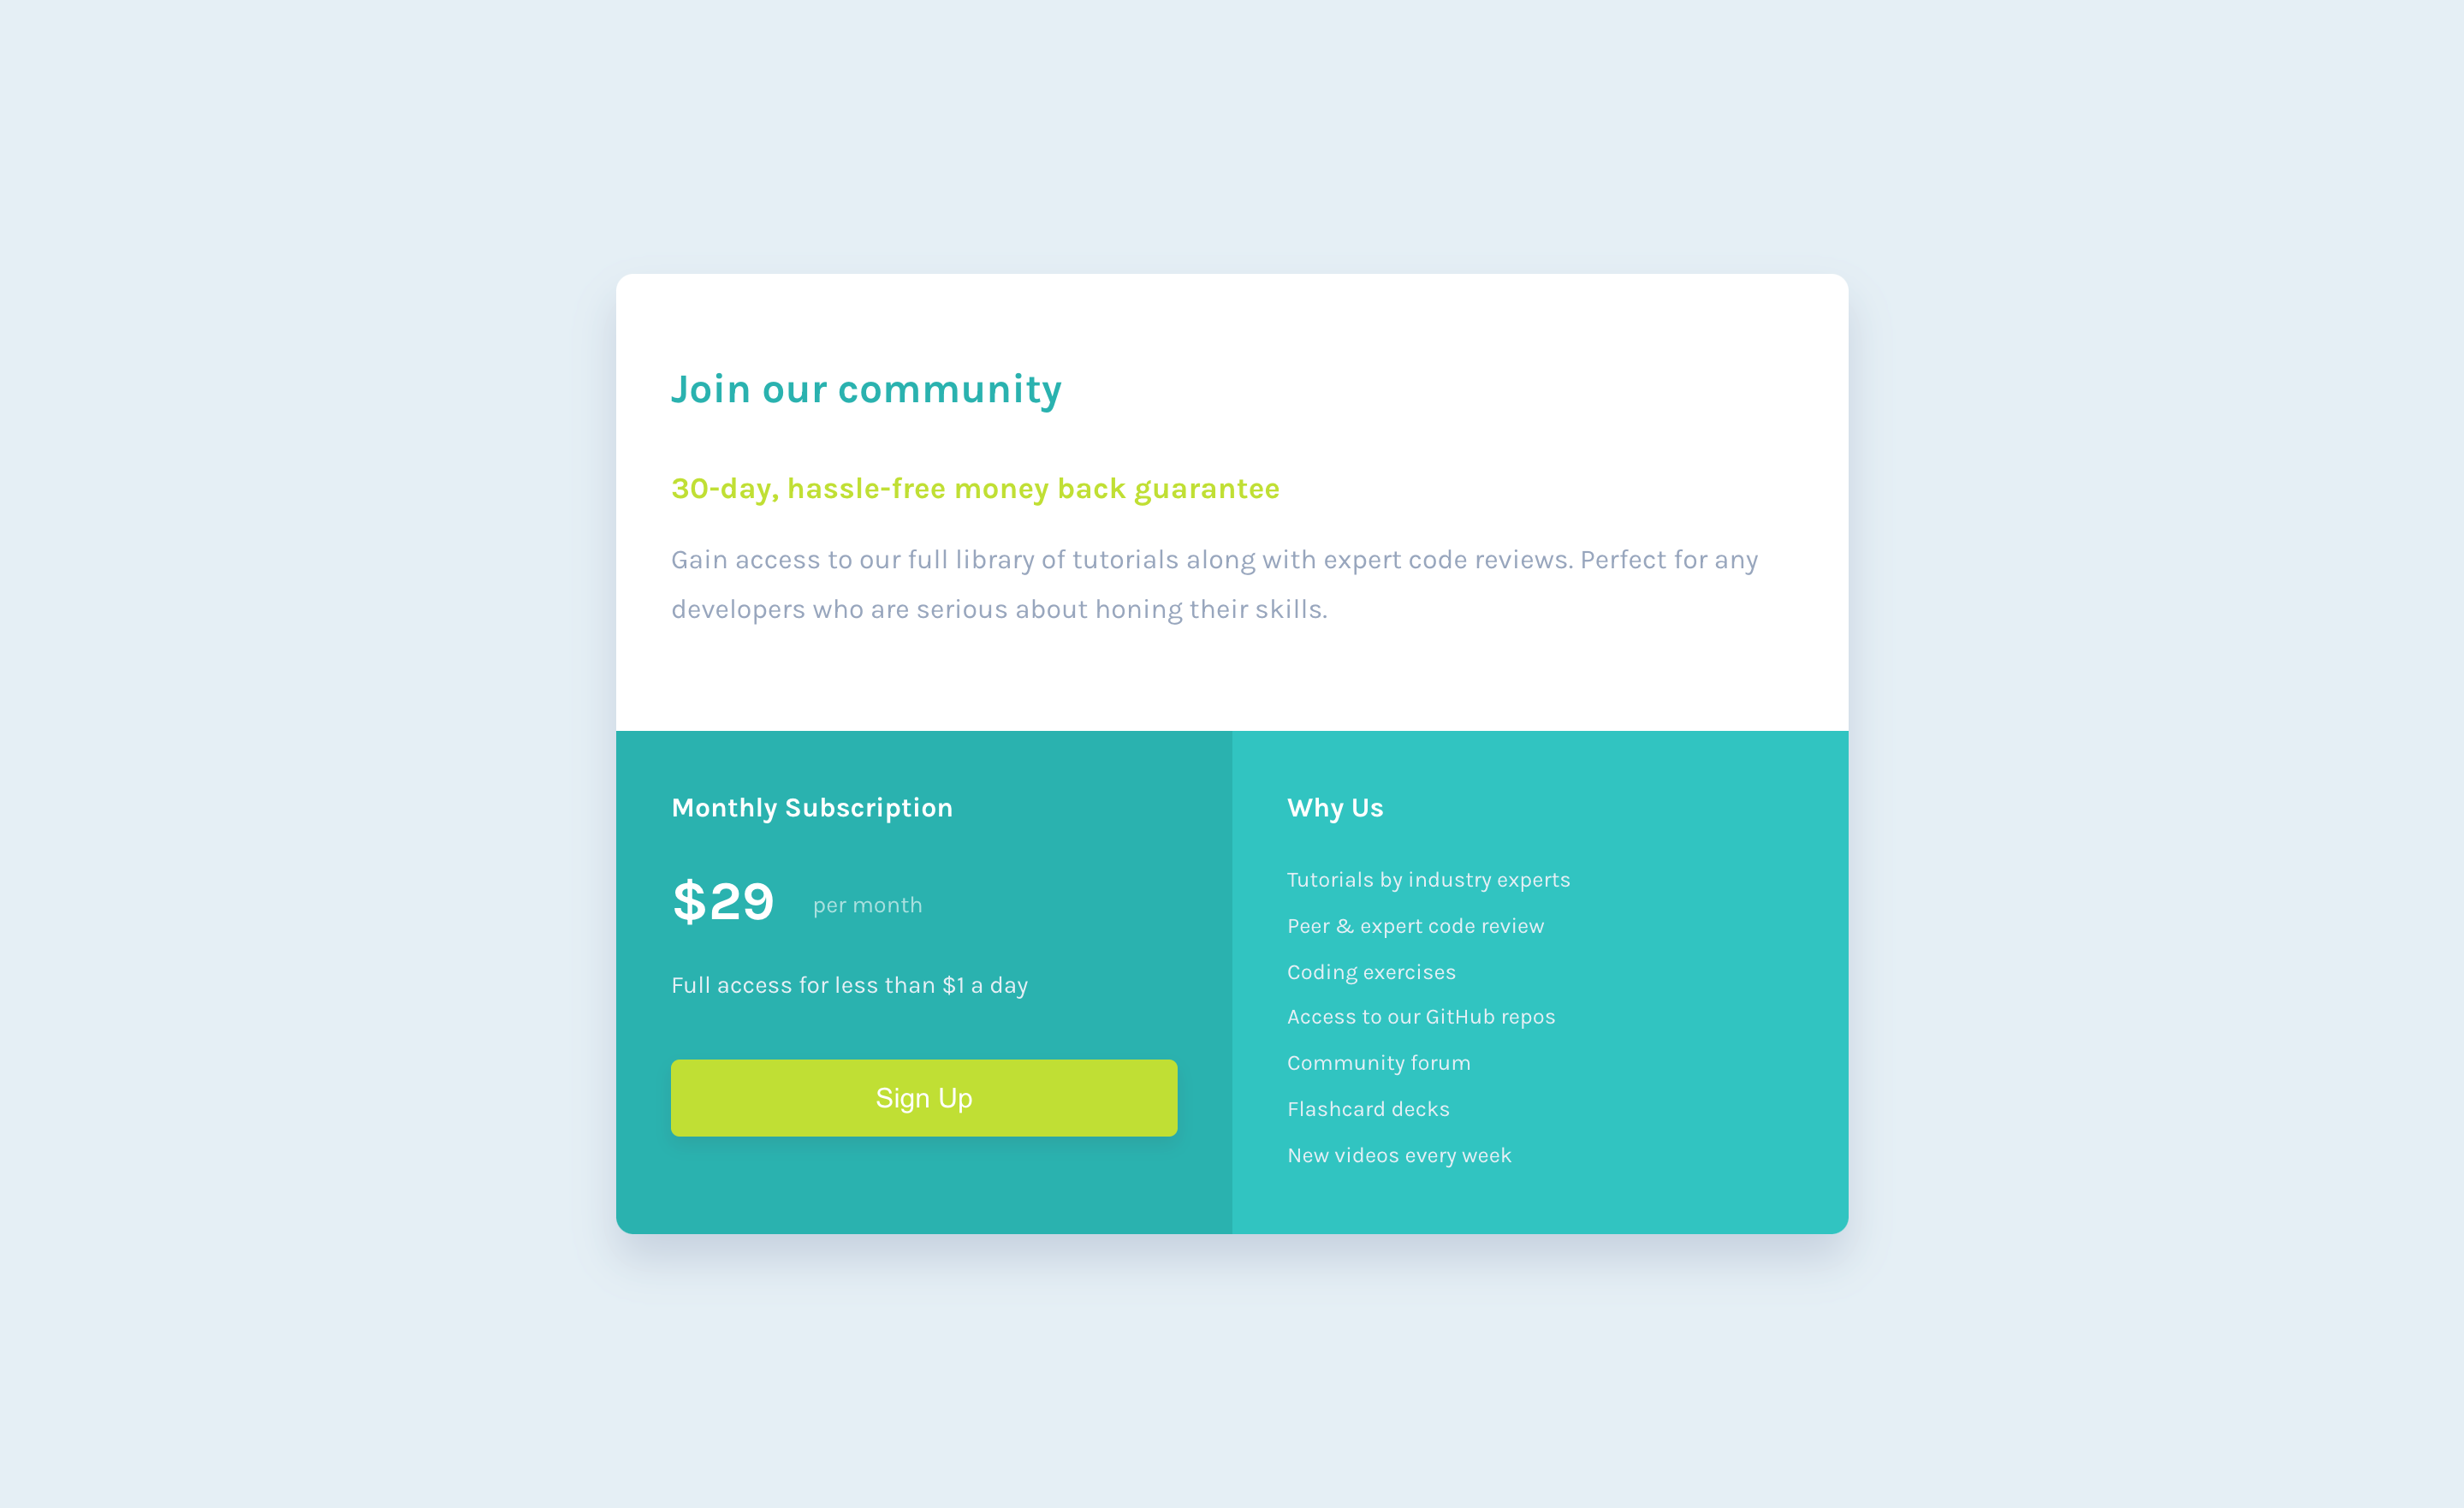 Join our community
30-day, hassle-free money back guarantee
Gain access to our full library of tutorials along with expert code reviews. Perfect for any
developers who are serious about honing their skills.
Monthly Subscription
$29 per month
Full access for less than $1 a day
Sign Up
Why Us
Tutorials by industry experts
Peer & expert code review
Coding exercises
Access to our GitHub repos
Community forum
Flashcard decks
New videos every week